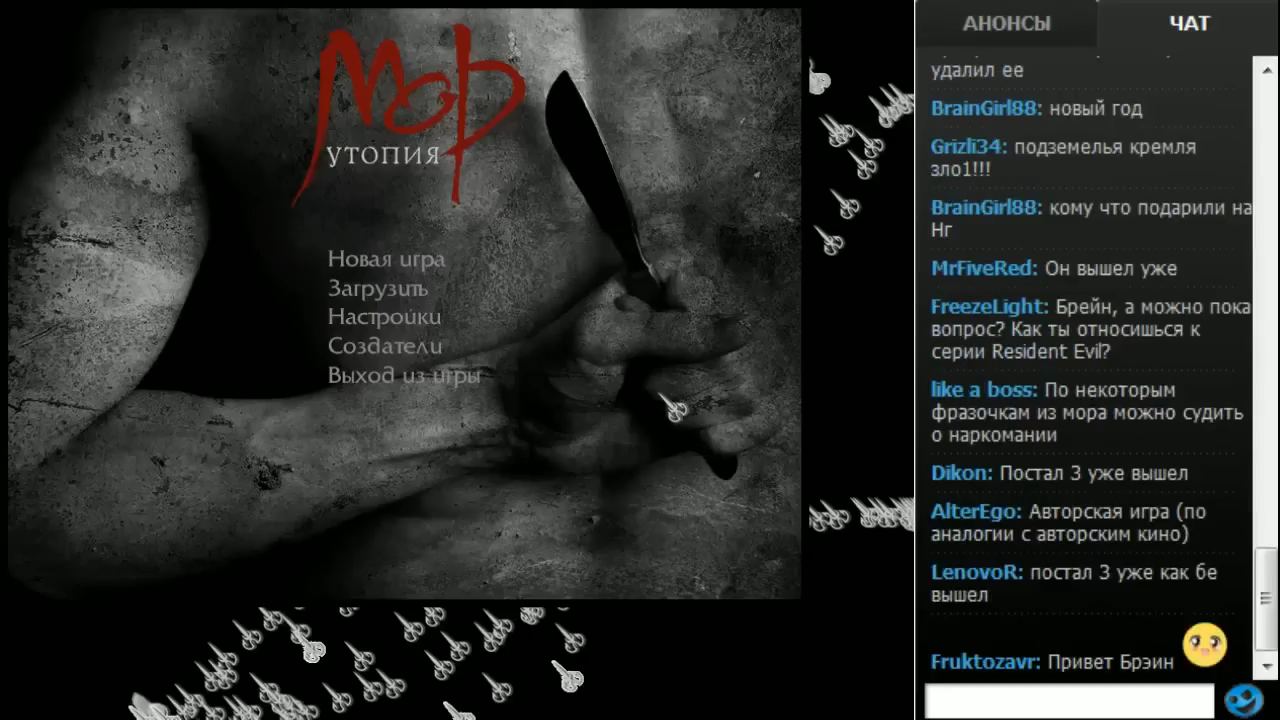 Мор
утопия
Новая игра
Загрузить
Настройки
Создатели
Выход из игры
АНОНСЫ
ЧАТ
удалил ее
BrainGirl88: новый год
Grizli34: подземелья кремля
зло1!!!
BrainGirl88: кому что подарили на
Нг
MrFiveRed: Он вышел уже
FreezeLight: Брейн, а можно пока
вопрос? Как ты относишься к
серии Resident Evil?
like a boss: По некоторым
фразочкам из мора можно судить
о наркомании
Dikon: Постал 3 уже вышел
AlterEgo: Авторская игра (по
аналогии с авторским кино)
LenovoR: постал 3 уже как бе
вышел
Fruktozavr: Привет Брэин